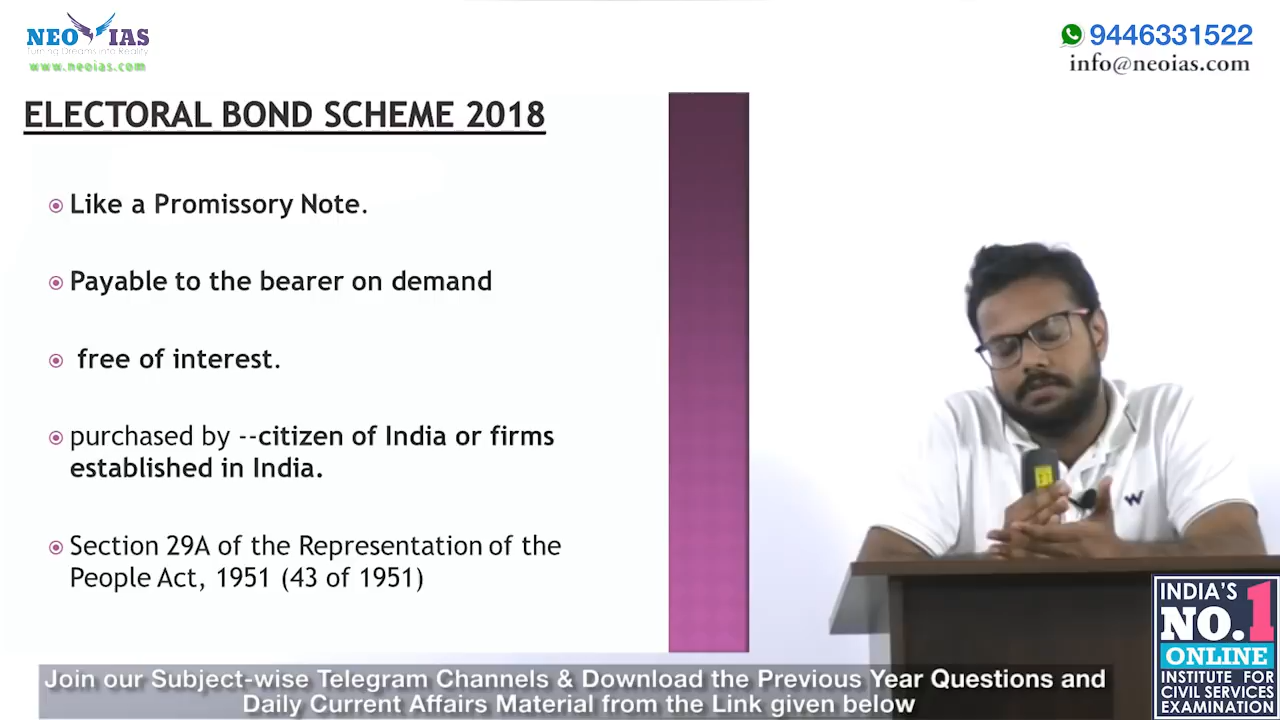 NEO IAS
Turning Dreams into Reality
www.neoias.com
9446331522
info@neoias.com
ELECTORAL BOND SCHEME 2018
Like a Promissory Note.
Payable to the bearer on demand
free of interest.
purchased by --citizen of India or firms
established in India.
Section 29A of the Representation of the
People Act, 1951 (43 of 1951)
W
INDIA'S
NO.1
ONLINE
INSTITUTE FOR
CIVIL SERVICES
EXAMINATION
Join our Subject-wise Telegram Channels & Download the Previous Year Questions and
Daily Current Affairs Material from the Link given below